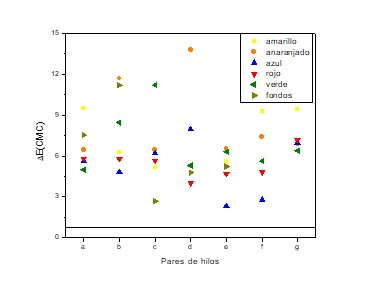 15
12
9
6
3
0
ΔE(CMC)
amarillo
anaranjado
azul
rojo
verde
fondos
a b c d e f g
Pares de hilos